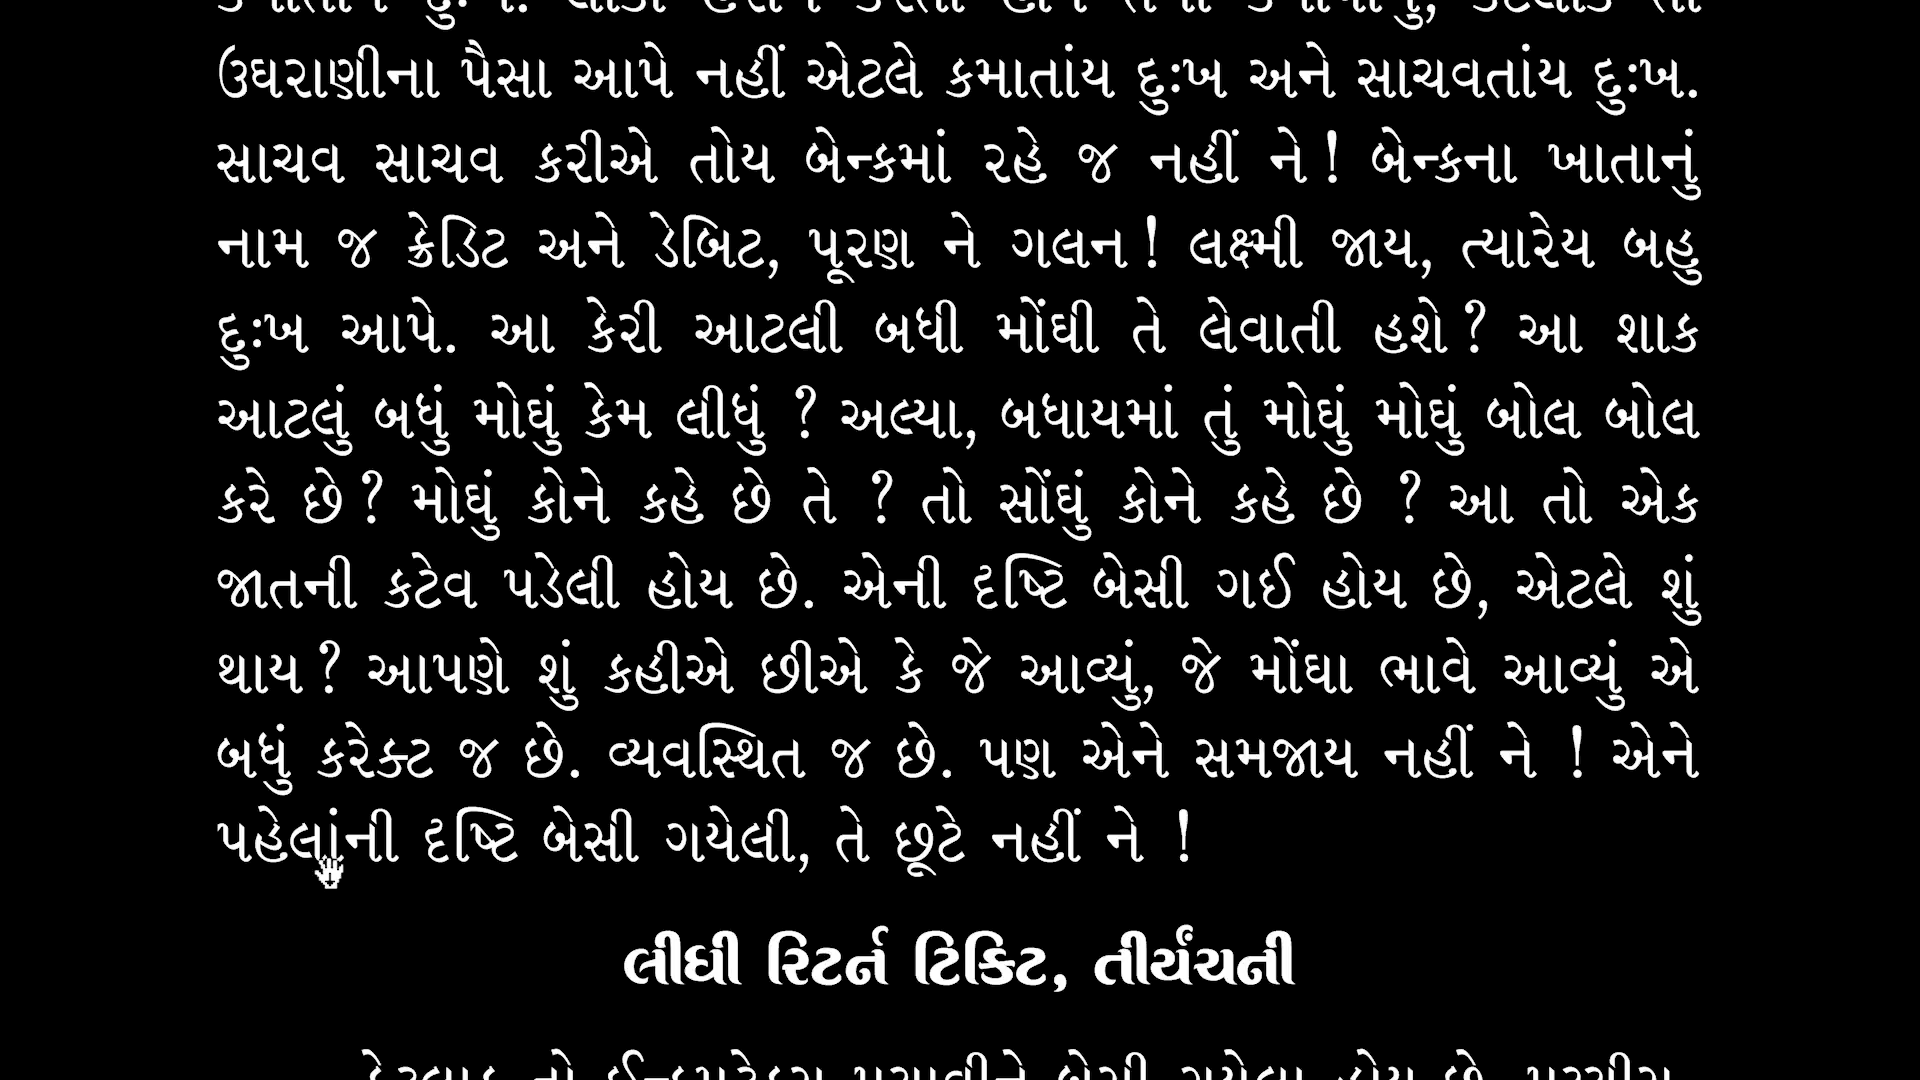 ઉઘરાણીના પૈસા આપે નહીં એટલે કમાતાંય દુઃખ અને સાચવતાંય દુઃખ.
સાચવ સાચવ કરીએ તોય બેન્કમાં રહે જ નહીં ને ! બેન્કના ખાતાનું
નામ જ ક્રેડિટ અને ડેબિટ, પૂરણ ને ગલન ! લક્ષ્મી જાય, ત્યારેય બહુ
દુઃખ આપે. આ કેરી આટલી બધી મોંઘી તે લેવાતી હશે ? આ શાક
આટલું બધું મોઘું કેમ લીધું ? અલ્યા, બધાયમાં તું મોઘું મોઘું બોલ બોલ
કરે છે ? મોઘું કોને કહે છે તે ? તો સોંઘું કોને કહે છે ? આ તો એક
જાતની કટેવ પડેલી હોય છે. એની દૃષ્ટિ બેસી ગઈ હોય છે, એટલે શું
થાય ? આપણે શું કહીએ છીએ કે જે આવ્યું, જે મોંઘા ભાવે આવ્યું એ
બધું કરેક્ટ જ છે. વ્યવસ્થિત જ છે. પણ એને સમજાય નહીં ને ! એને
પહેલાંની દૃષ્ટિ બેસી ગયેલી, તે છૂટે નહીં ને !
લીધી રિટર્ન ટિકિટ, તીર્યંચની